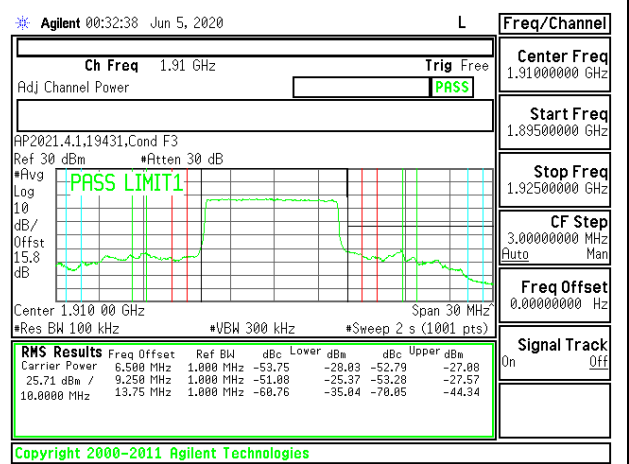 Agilent 00:32:38 Jun 5, 2020 L
Freq/Channel
Ch Freq 1.91 GHz Trig Free
Adj Channel Power PASS
Center Freq
1.91000000 GHz
Start Freq
1.89500000 GHz
Stop Freq
1.92500000 GHz
CF Step
3.00000000 MHz
Auto Man
Freq Offset
0.00000000 Hz
Signal Track
On Off
AP2021.4.1,19431,Cond F3
Ref 30 dBm #Atten 30 dB
#Avg
Log
10
dB/
Offst
15.8
dB
PASS LIMIT1
Center 1.910 00 GHz Span 30 MHz^
#Res BW 100 kHz #VBW 300 kHz #Sweep 2 s (1001 pts)
RMS Results Freq Offset Ref BW dBc Lower dBm dBc Upper dBm
Carrier Power 6.500 MHz 1.000 MHz -53.75 -28.03 -52.79 -27.08
25.71 dBm / 9.250 MHz 1.000 MHz -51.08 -25.37 -53.28 -27.57
10.0000 MHz 13.75 MHz 1.000 MHz -60.76 -35.04 -70.05 -44.34
Copyright 2000-2011 Agilent Technologies